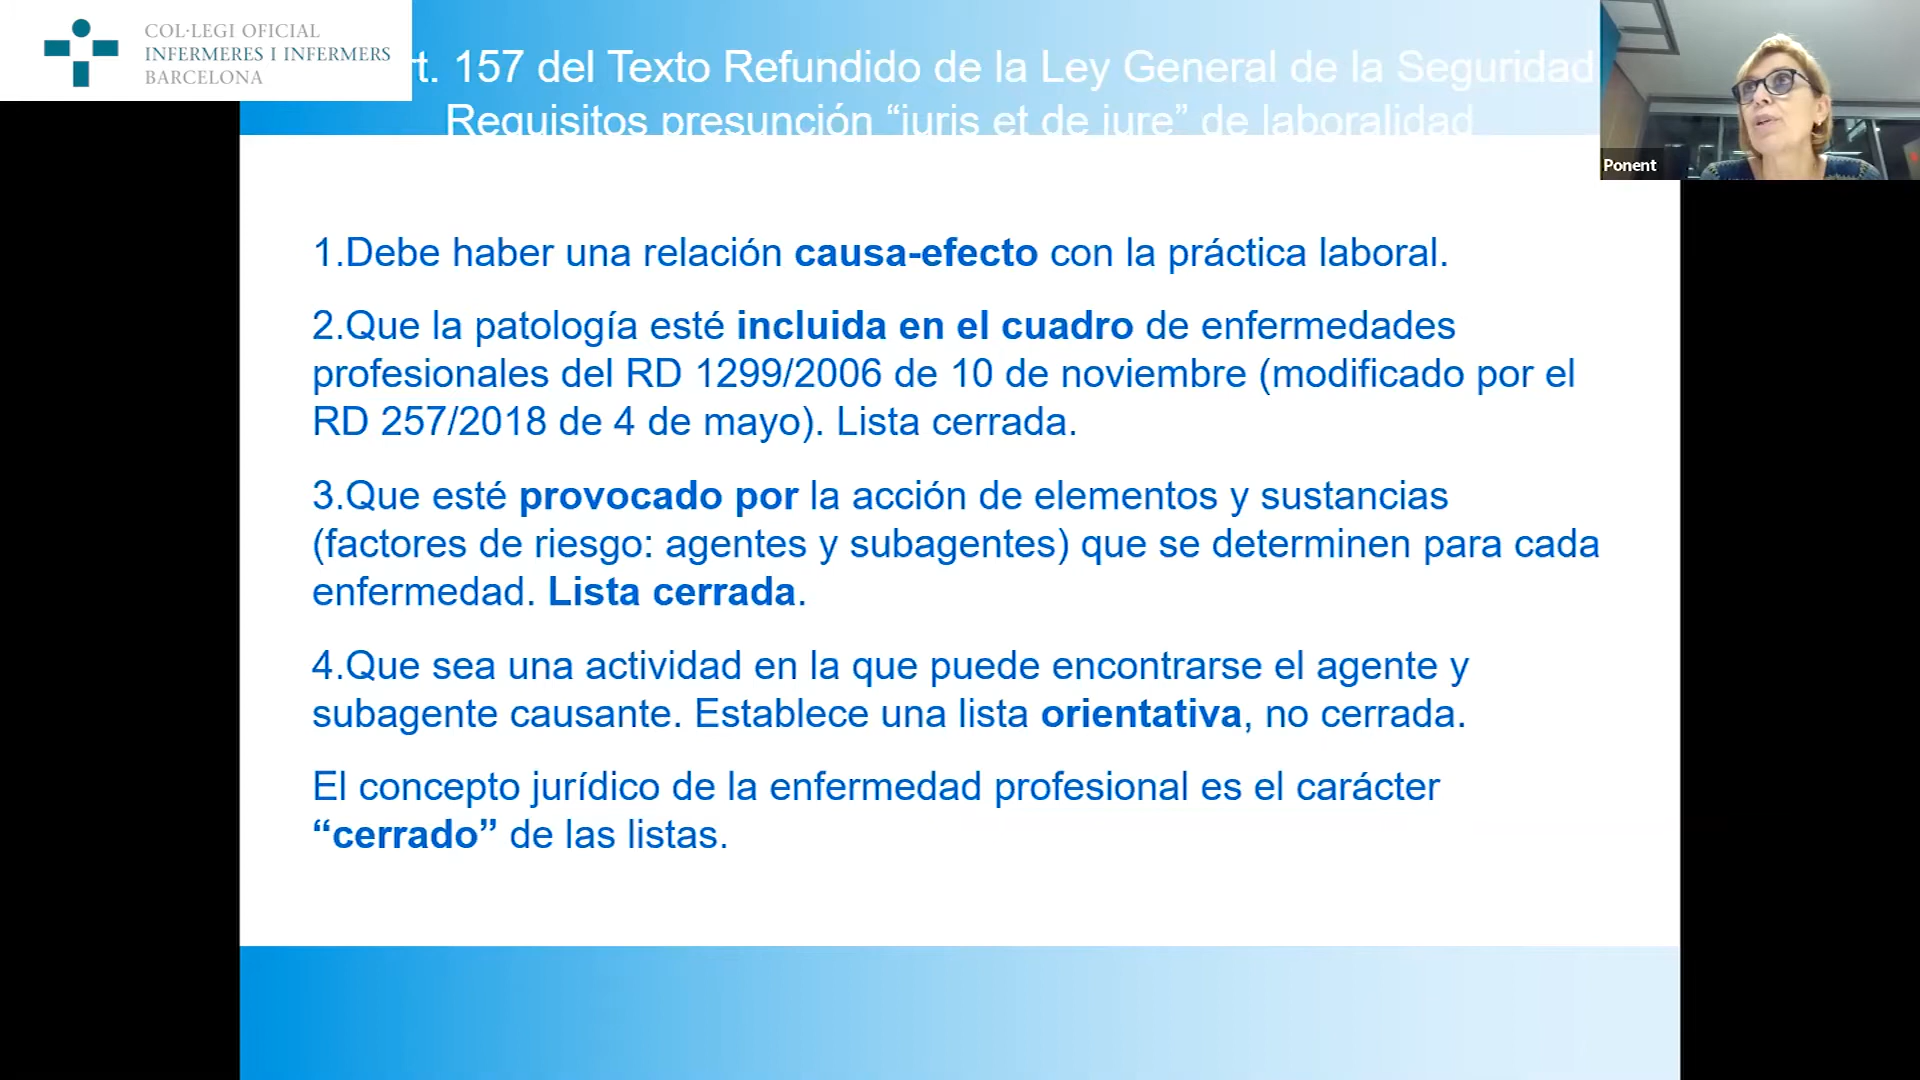 COL·LEGI OFICIAL
INFERMERES I INFERMERS
BARCELONA
rt. 157 del Texto Refundido de la Ley General de la Seguridad
Requisitos presunción “iuris et de iure” de laboralidad
Ponent
1.Debe haber una relación causa-efecto con la práctica laboral.
2.Que la patología esté incluida en el cuadro de enfermedades
profesionales del RD 1299/2006 de 10 de noviembre (modificado por el
RD 257/2018 de 4 de mayo). Lista cerrada.
3.Que esté provocado por la acción de elementos y sustancias
(factores de riesgo: agentes y subagentes) que se determinen para cada
enfermedad. Lista cerrada.
4.Que sea una actividad en la que puede encontrarse el agente y
subagente causante. Establece una lista orientativa, no cerrada.
El concepto jurídico de la enfermedad profesional es el carácter
“cerrado” de las listas.